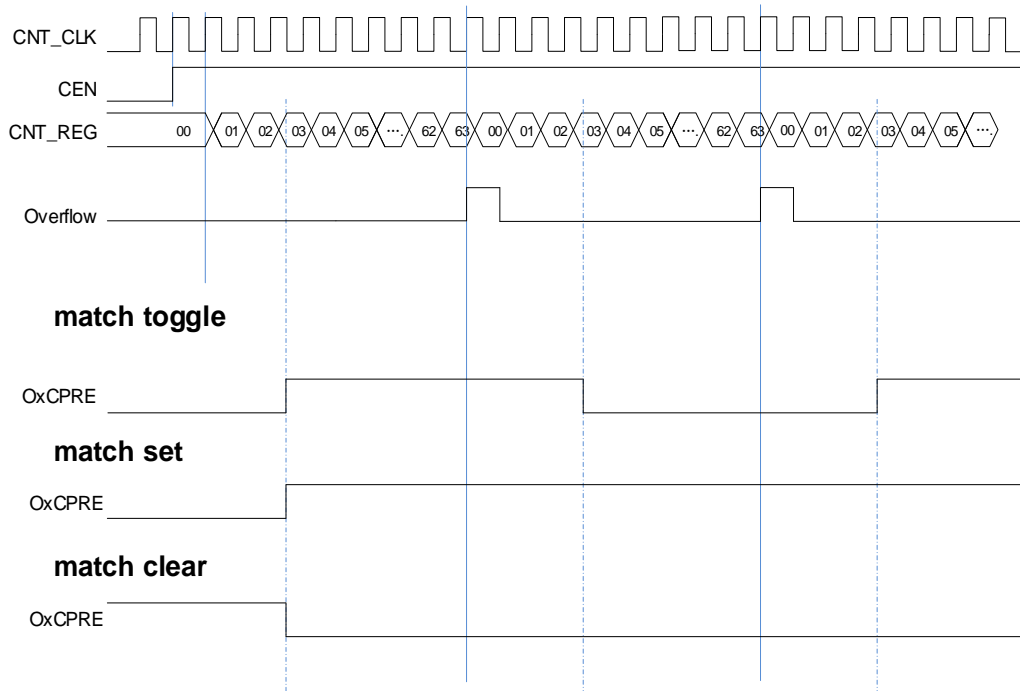 CNT_CLK
CEN
CNT_REG 00 01 02 03 04 05 ···. 62 63 00 01 02 03 04 05 ···. 62 63 00 01 02 03 04 05 ···.
Overflow
match toggle
OxCPRE
match set
OxCPRE
match clear
OxCPRE